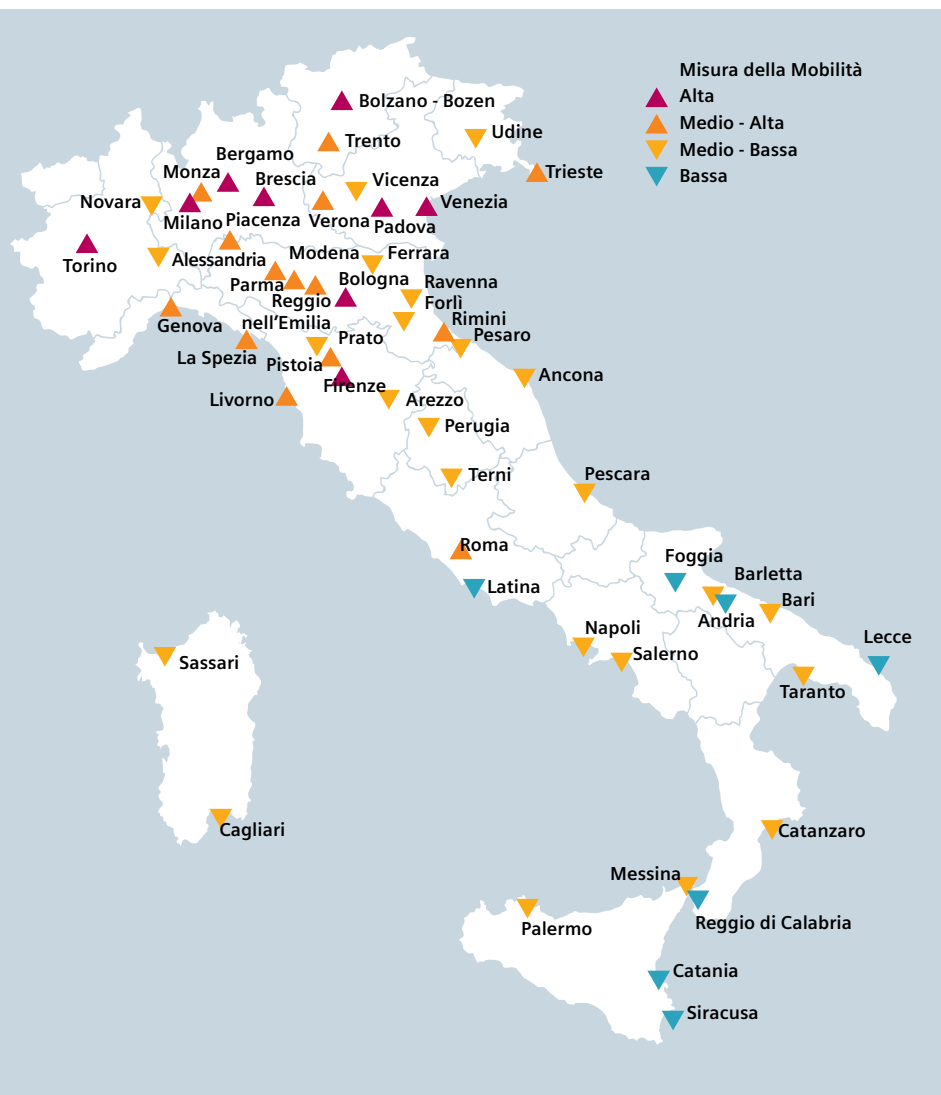 Misura della Mobilità
Alta
Medio - Alta
Medio - Bassa
Bassa
Bolzano - Bozen
Udine
Trento
Bergamo
Trieste
Monza
Brescia
Vicenza
Novara
Venezia
Milano
Piacenza
Verona
Padova
Modena
Ferrara
Torino
Alessandria
Bologna
Ravenna
Parma
Reggio
nell'Emilia
Forlì
Rimini
Genova
Prato
Pesaro
La Spezia
Pistoia
Ancona
Firenze
Livorno
Arezzo
Perugia
Terni
Pescara
Roma
Foggia
Barletta
Latina
Bari
Andria
Napoli
Lecce
Salerno
Sassari
Taranto
Cagliari
Catanzaro
Messina
Reggio di Calabria
Palermo
Catania
Siracusa